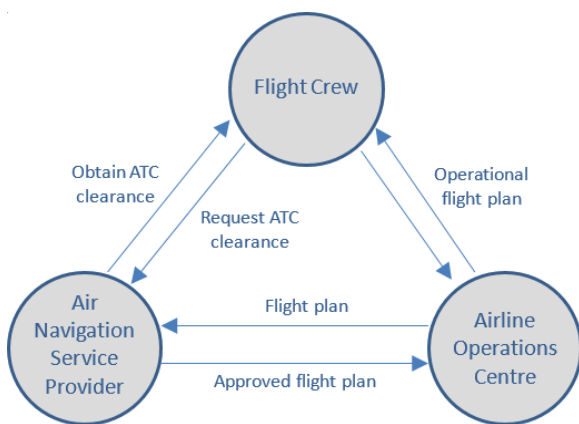 Flight Crew
Obtain ATC
clearance
Operational
flight plan
Request ATC
clearance
Air
Navigation
Service
Provider
Flight plan
Approved flight plan
Airline
Operations
Centre